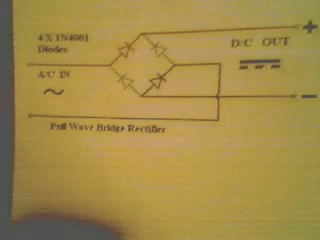 4 X 1N4001
Diodes
D/C OUT
+
A/C IN
~
−
Full Wave Bridge Rectifier